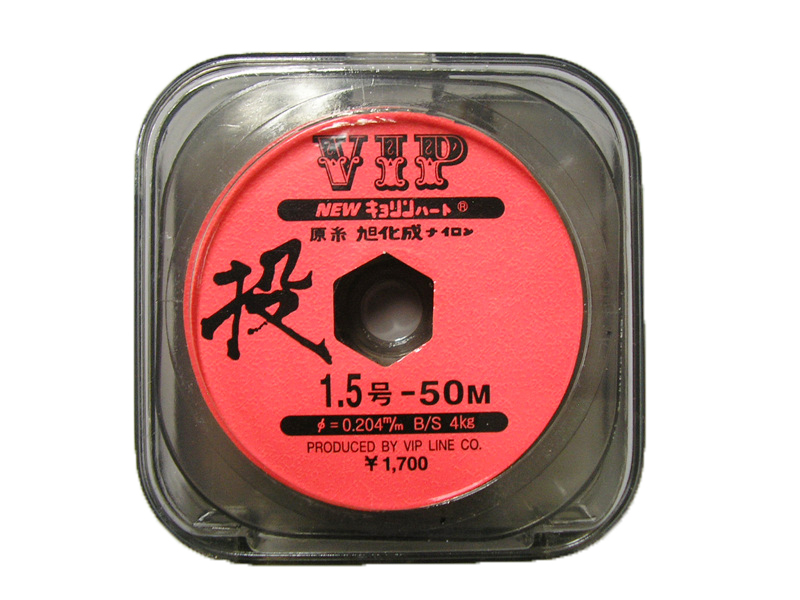 VIP
NEW キョリンハート®
原糸 旭化成ナイロン
投
1.5号-50M
φ=0.204m/m B/S 4kg
PRODUCED BY VIP LINE CO.
￥1,700